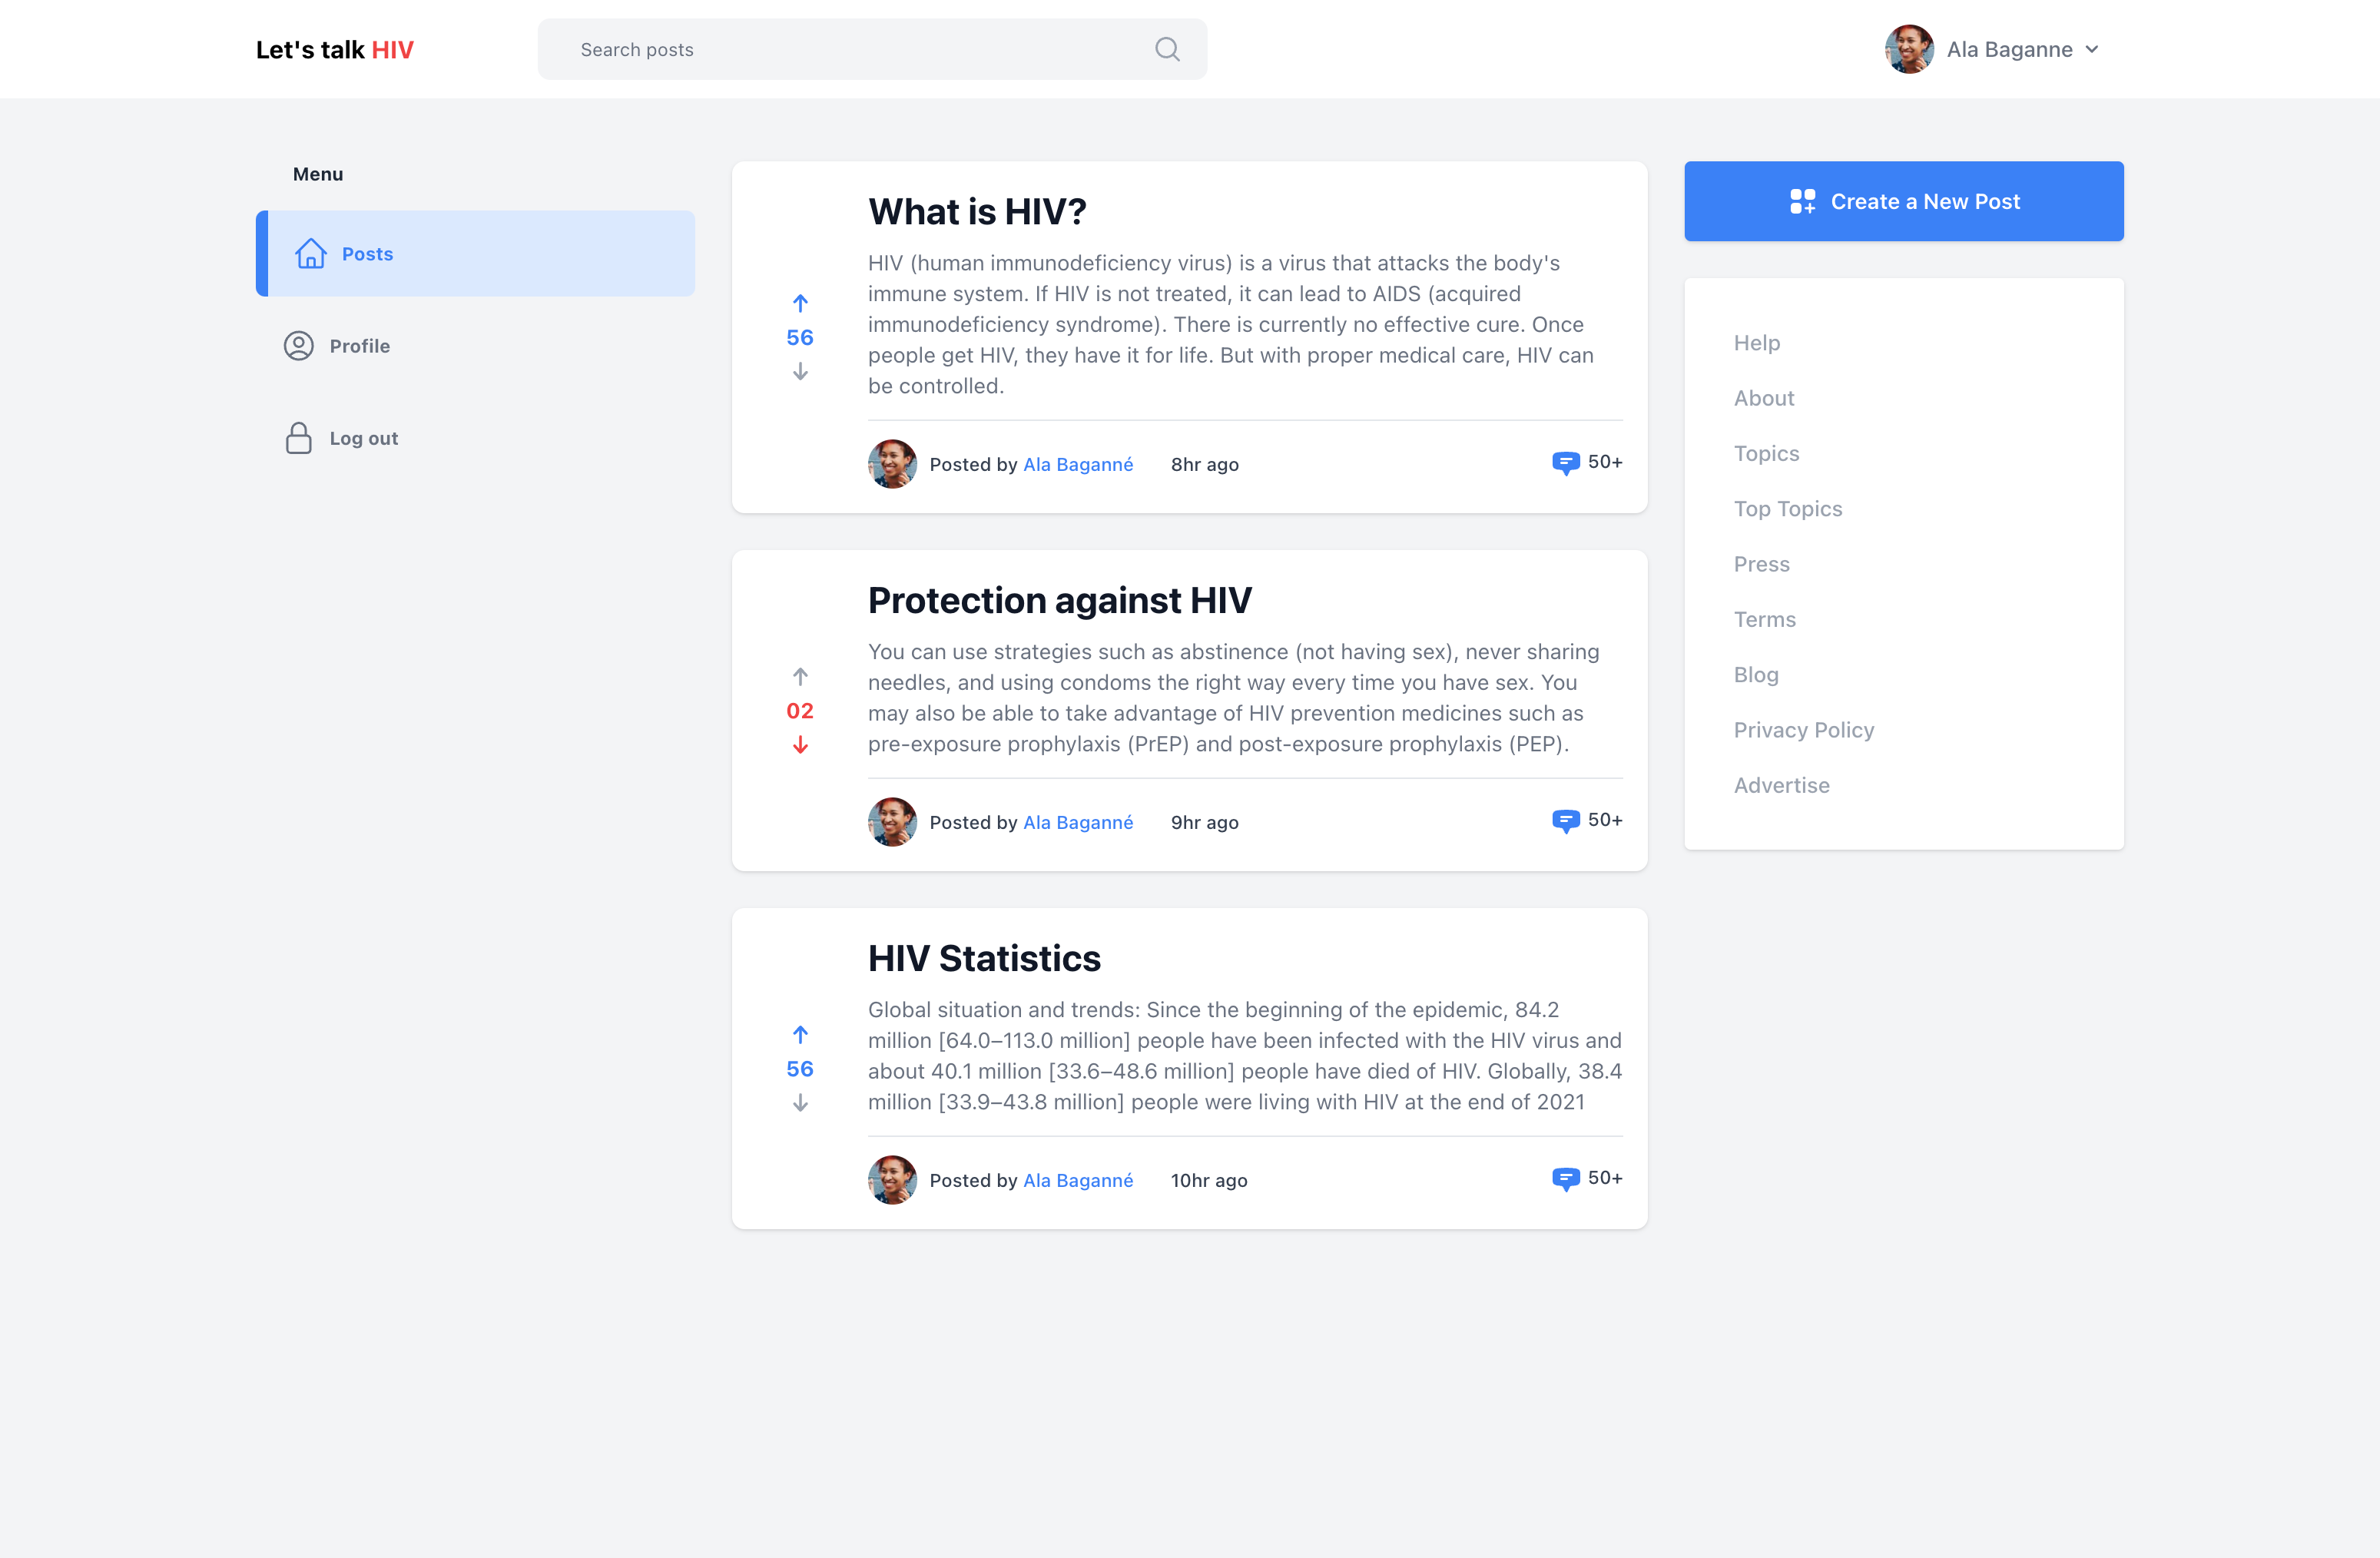 Let's talk HIV
Search posts
Ala Baganne
Menu
Posts
Profile
Log out
What is HIV?
HIV (human immunodeficiency virus) is a virus that attacks the body's
immune system. If HIV is not treated, it can lead to AIDS (acquired
immunodeficiency syndrome). There is currently no effective cure. Once
people get HIV, they have it for life. But with proper medical care, HIV can
be controlled.
56
Posted by Ala Baganné 8hr ago 50+
Protection against HIV
You can use strategies such as abstinence (not having sex), never sharing
needles, and using condoms the right way every time you have sex. You
may also be able to take advantage of HIV prevention medicines such as
pre-exposure prophylaxis (PrEP) and post-exposure prophylaxis (PEP).
02
Posted by Ala Baganné 9hr ago 50+
HIV Statistics
Global situation and trends: Since the beginning of the epidemic, 84.2
million [64.0–113.0 million] people have been infected with the HIV virus and
about 40.1 million [33.6–48.6 million] people have died of HIV. Globally, 38.4
million [33.9–43.8 million] people were living with HIV at the end of 2021
56
Posted by Ala Baganné 10hr ago 50+
Create a New Post
Help
About
Topics
Top Topics
Press
Terms
Blog
Privacy Policy
Advertise